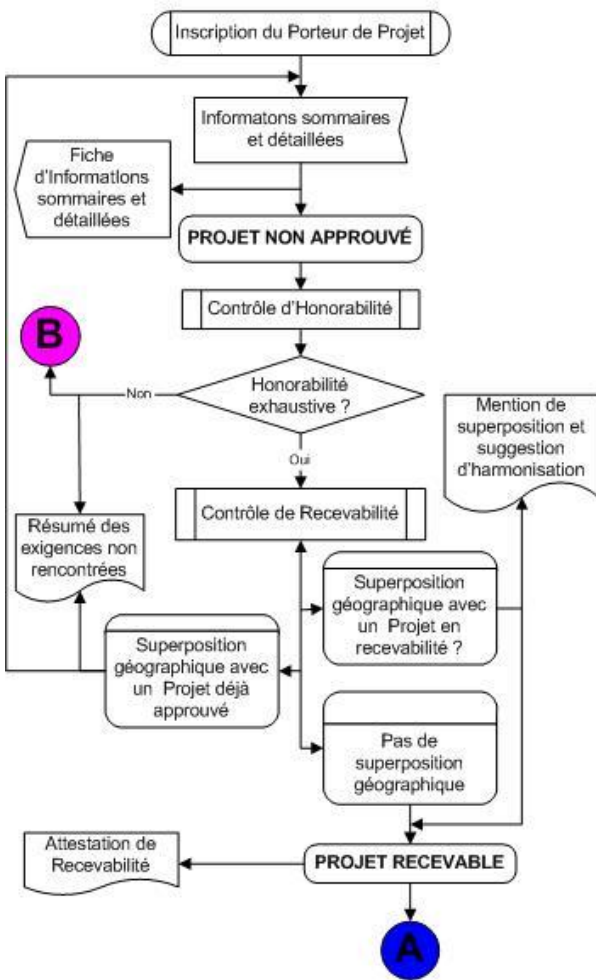 Inscription du Porteur de Projet
Informatons sommaires
et détaillées
Fiche
d'Informations
sommaires et
détaillées
PROJET NON APPROUVÉ
Contrôle d'Honorabilité
B
Non
Honorabilité
exhaustive ?
Mention de
superposition et
suggestion
d'harmonisation
Oui
Contrôle de Recevabilité
Résumé des
exigences non
rencontrées
Superposition
géographique avec
un Projet en
recevabilité ?
Superposition
géographique avec
un Projet déjà
approuvé
Pas de
superposition
géographique
Attestation de
Recevabilité
PROJET RECEVABLE
A